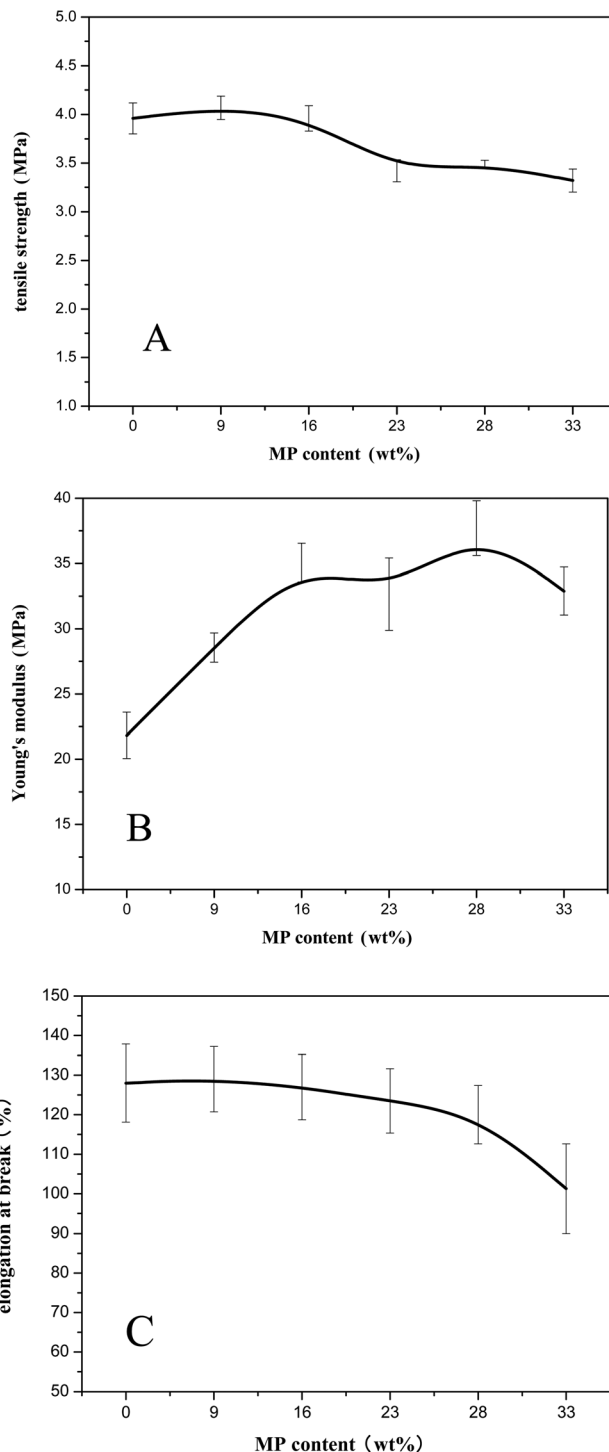 5.0
4.5
4.0
3.5
3.0
2.5
2.0
1.5
1.0
tensile strength (MPa)
A
0 9 16 23 28 33
MP content (wt%)
40
35
30
25
20
15
10
Young's modulus (MPa)
B
0 9 16 23 28 33
MP content (wt%)
150
140
130
120
110
100
90
80
70
60
50
elongation at break (%)
C
0 9 16 23 28 33
MP content (wt%)